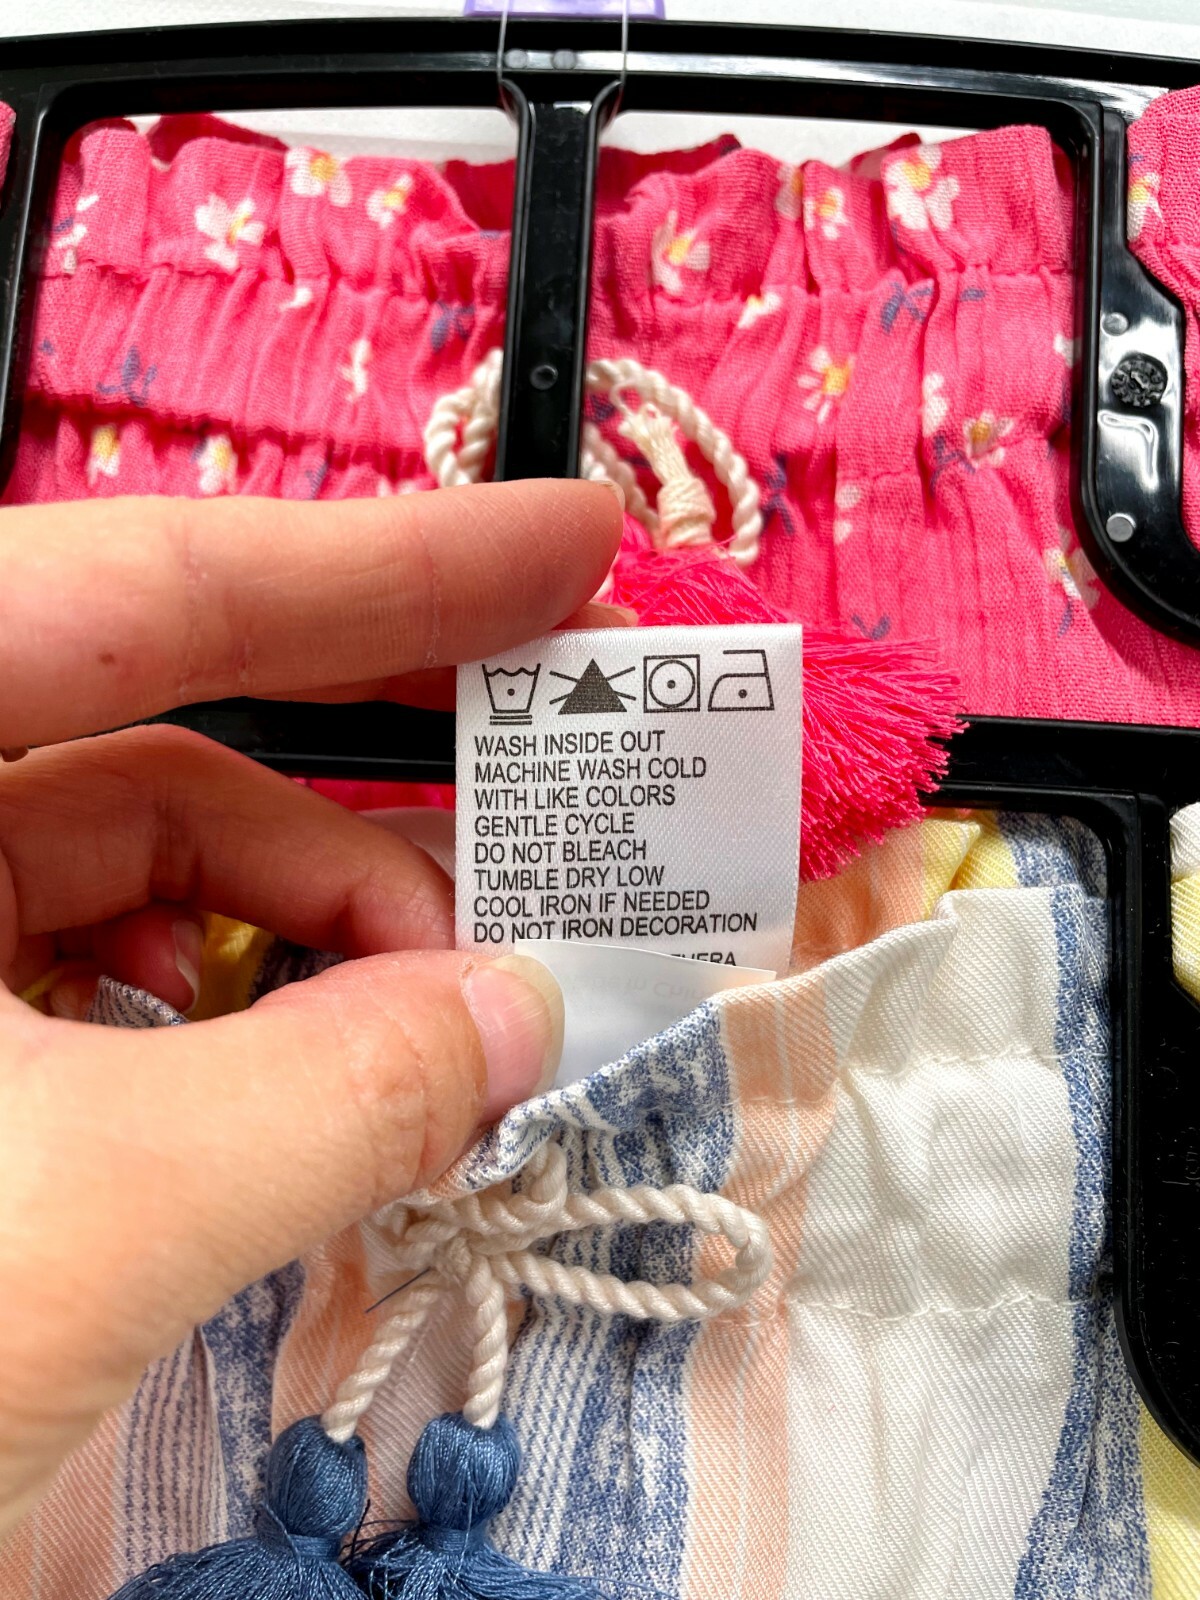 WASH INSIDE OUT
MACHINE WASH COLD
WITH LIKE COLORS
GENTLE CYCLE
DO NOT BLEACH
TUMBLE DRY LOW
COOL IRON IF NEEDED
DO NOT IRON DECORATION